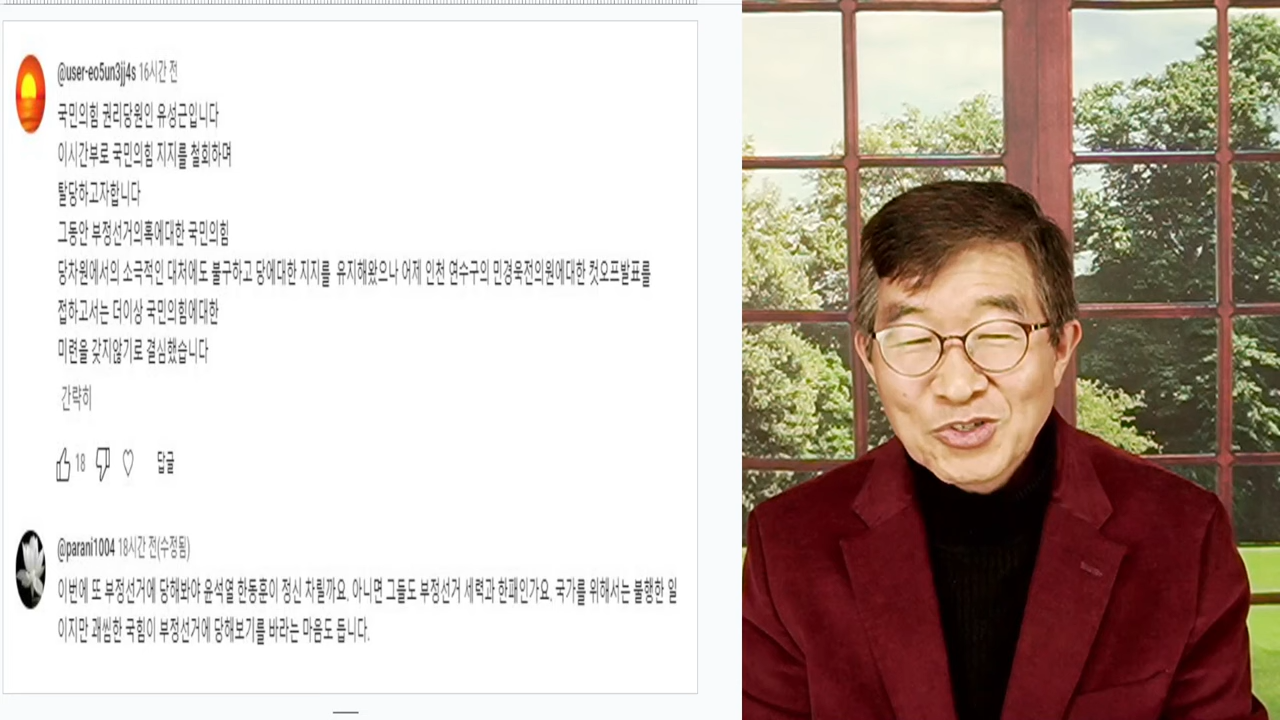 @user-eo5un3jj4s 16시간 전
국민의힘 권리당원인 유성근입니다
이시간부로 국민의힘 지지를 철회하며
탈당하고자합니다
그동안 부정선거의혹에대한 국민의힘
당차원에서의 소극적인 대처에도 불구하고 당에대한 지지를 유지해왔으나 어제 인천 연수구의 민경욱전의원에대한 컷오프발표를
접하고서는 더이상 국민의힘에대한
미련을 갖지않기로 결심했습니다
간략히
18 답글
@parani1004 18시간 전(수정됨)
이번에 또 부정선거에 당해봐야 윤석열 한동훈이 정신 차릴까요. 아니면 그들도 부정선거 세력과 한패인가요. 국가를 위해서는 불행한 일
이지만 괘씸한 국힘이 부정선거에 당해보기를 바라는 마음도 듭니다.